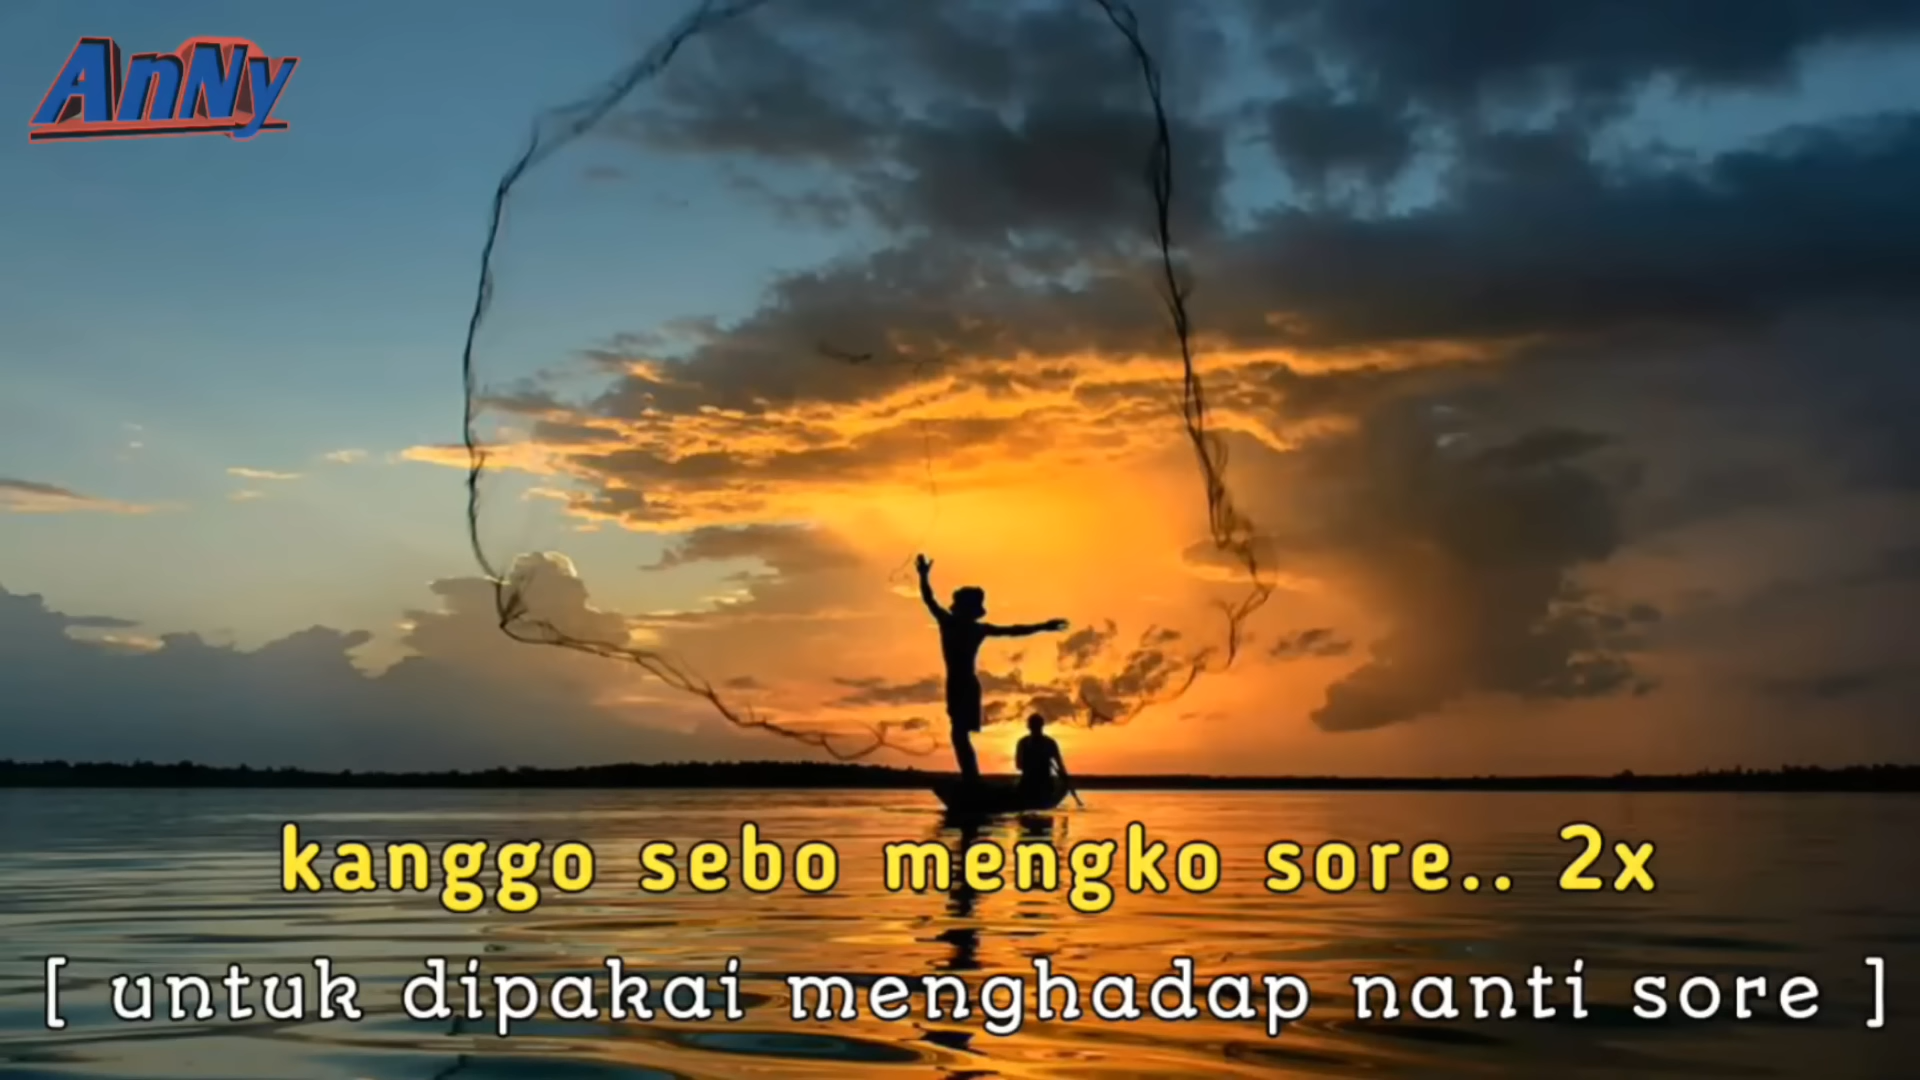 AnNy
kanggo sebo mengko sore.. 2x
[ untuk dipakai menghadap nanti sore ]